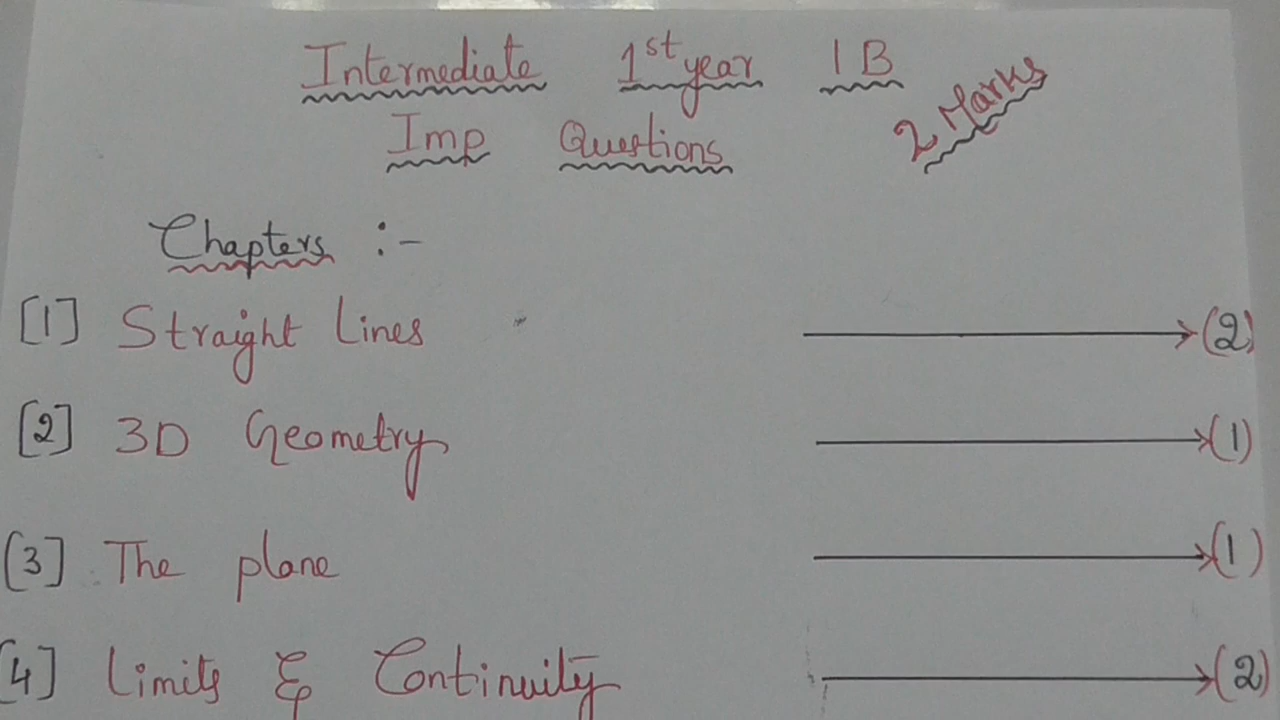 Intermediate 1st year 1B
2 Marks
Imp Questions
Chapters :-
[1] Straight Lines → (2)
[2] 3D Geometry → (1)
[3] The plane → (1)
[4] Limits & Continuity → (2)